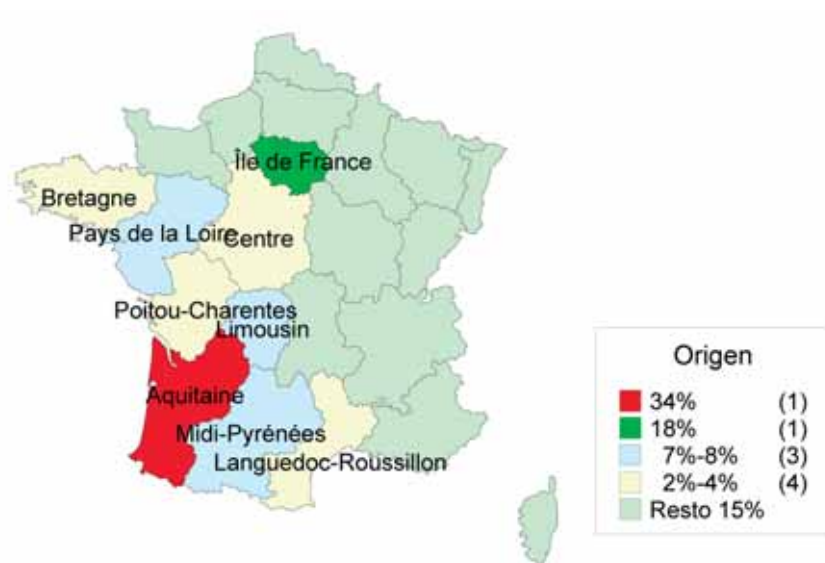 Île de France
Bretagne
Pays de la Loire
Centre
Poitou-Charentes
Limousin
Aquitaine
Midi-Pyrénées
Languedoc-Roussillon
Origen
34% (1)
18% (1)
7%-8% (3)
2%-4% (4)
Resto 15%